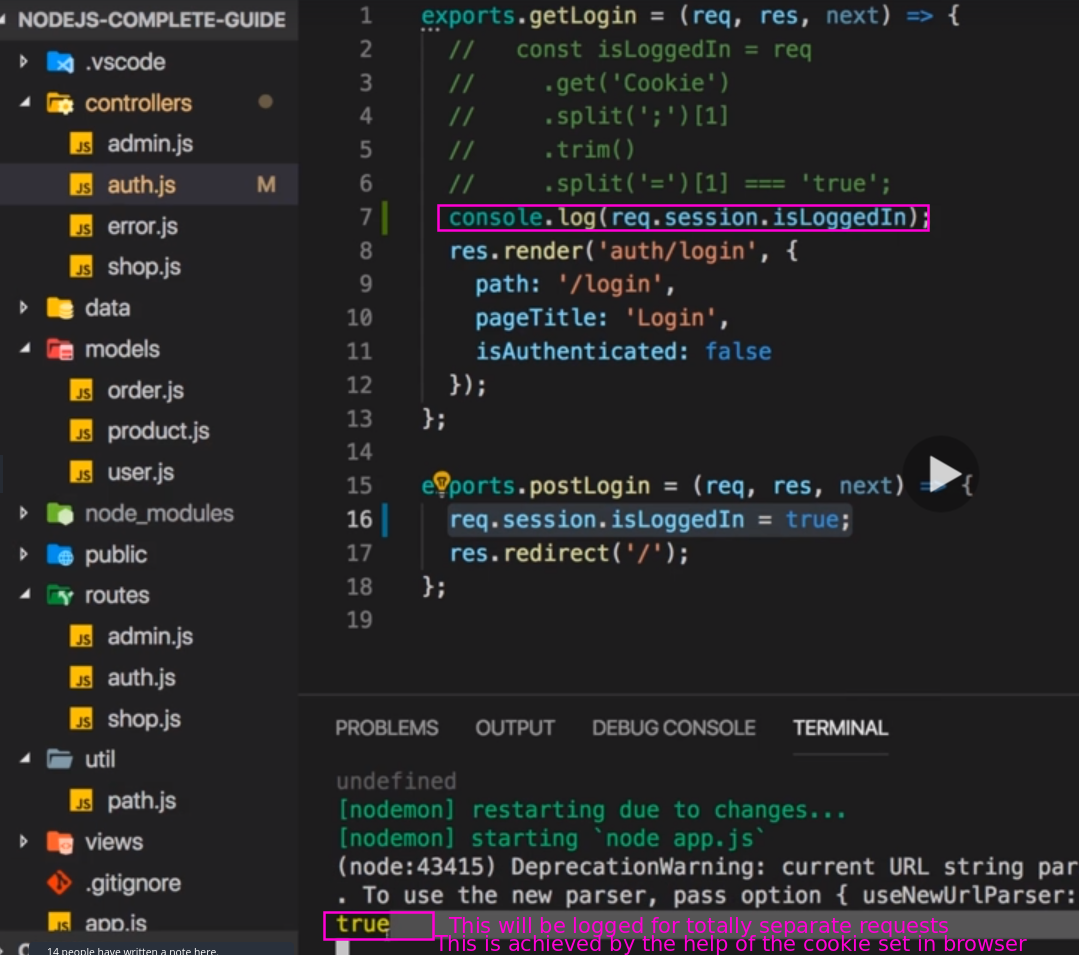 NODEJS-COMPLETE-GUIDE
.vscode
controllers
admin.js
auth.js M
error.js
shop.js
data
models
order.js
product.js
user.js
node_modules
public
routes
admin.js
auth.js
shop.js
util
path.js
views
.gitignore
app.js
14 people have written a note here.
1 exports.getLogin = (req, res, next) => {
2 //   const isLoggedIn = req
3 //     .get('Cookie')
4 //     .split(';')[1]
5 //     .trim()
6 //     .split('=')[1] === 'true';
7 console.log(req.session.isLoggedIn);
8 res.render('auth/login', {
9 path: '/login',
10 pageTitle: 'Login',
11 isAuthenticated: false
12 });
13 };
14
15 exports.postLogin = (req, res, next) => {
16 req.session.isLoggedIn = true;
17 res.redirect('/');
18 };
19
PROBLEMS OUTPUT DEBUG CONSOLE TERMINAL
undefined
[nodemon] restarting due to changes...
[nodemon] starting `node app.js`
(node:43415) DeprecationWarning: current URL string par
. To use the new parser, pass option { useNewUrlParser:
true This will be logged for totally separate requests
This is achieved by the help of the cookie set in browser